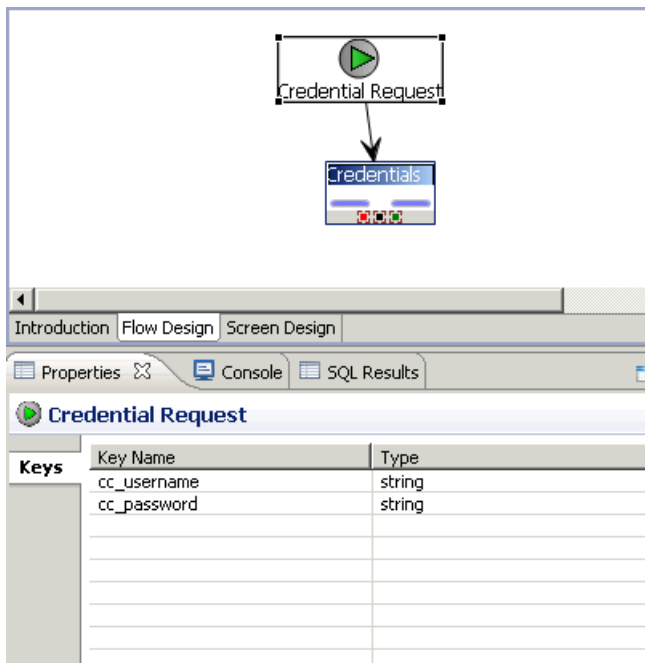 Credential Request
Credentials
Introduction Flow Design Screen Design
Properties Console SQL Results
Credential Request
Keys
Key Name Type
cc_username string
cc_password string